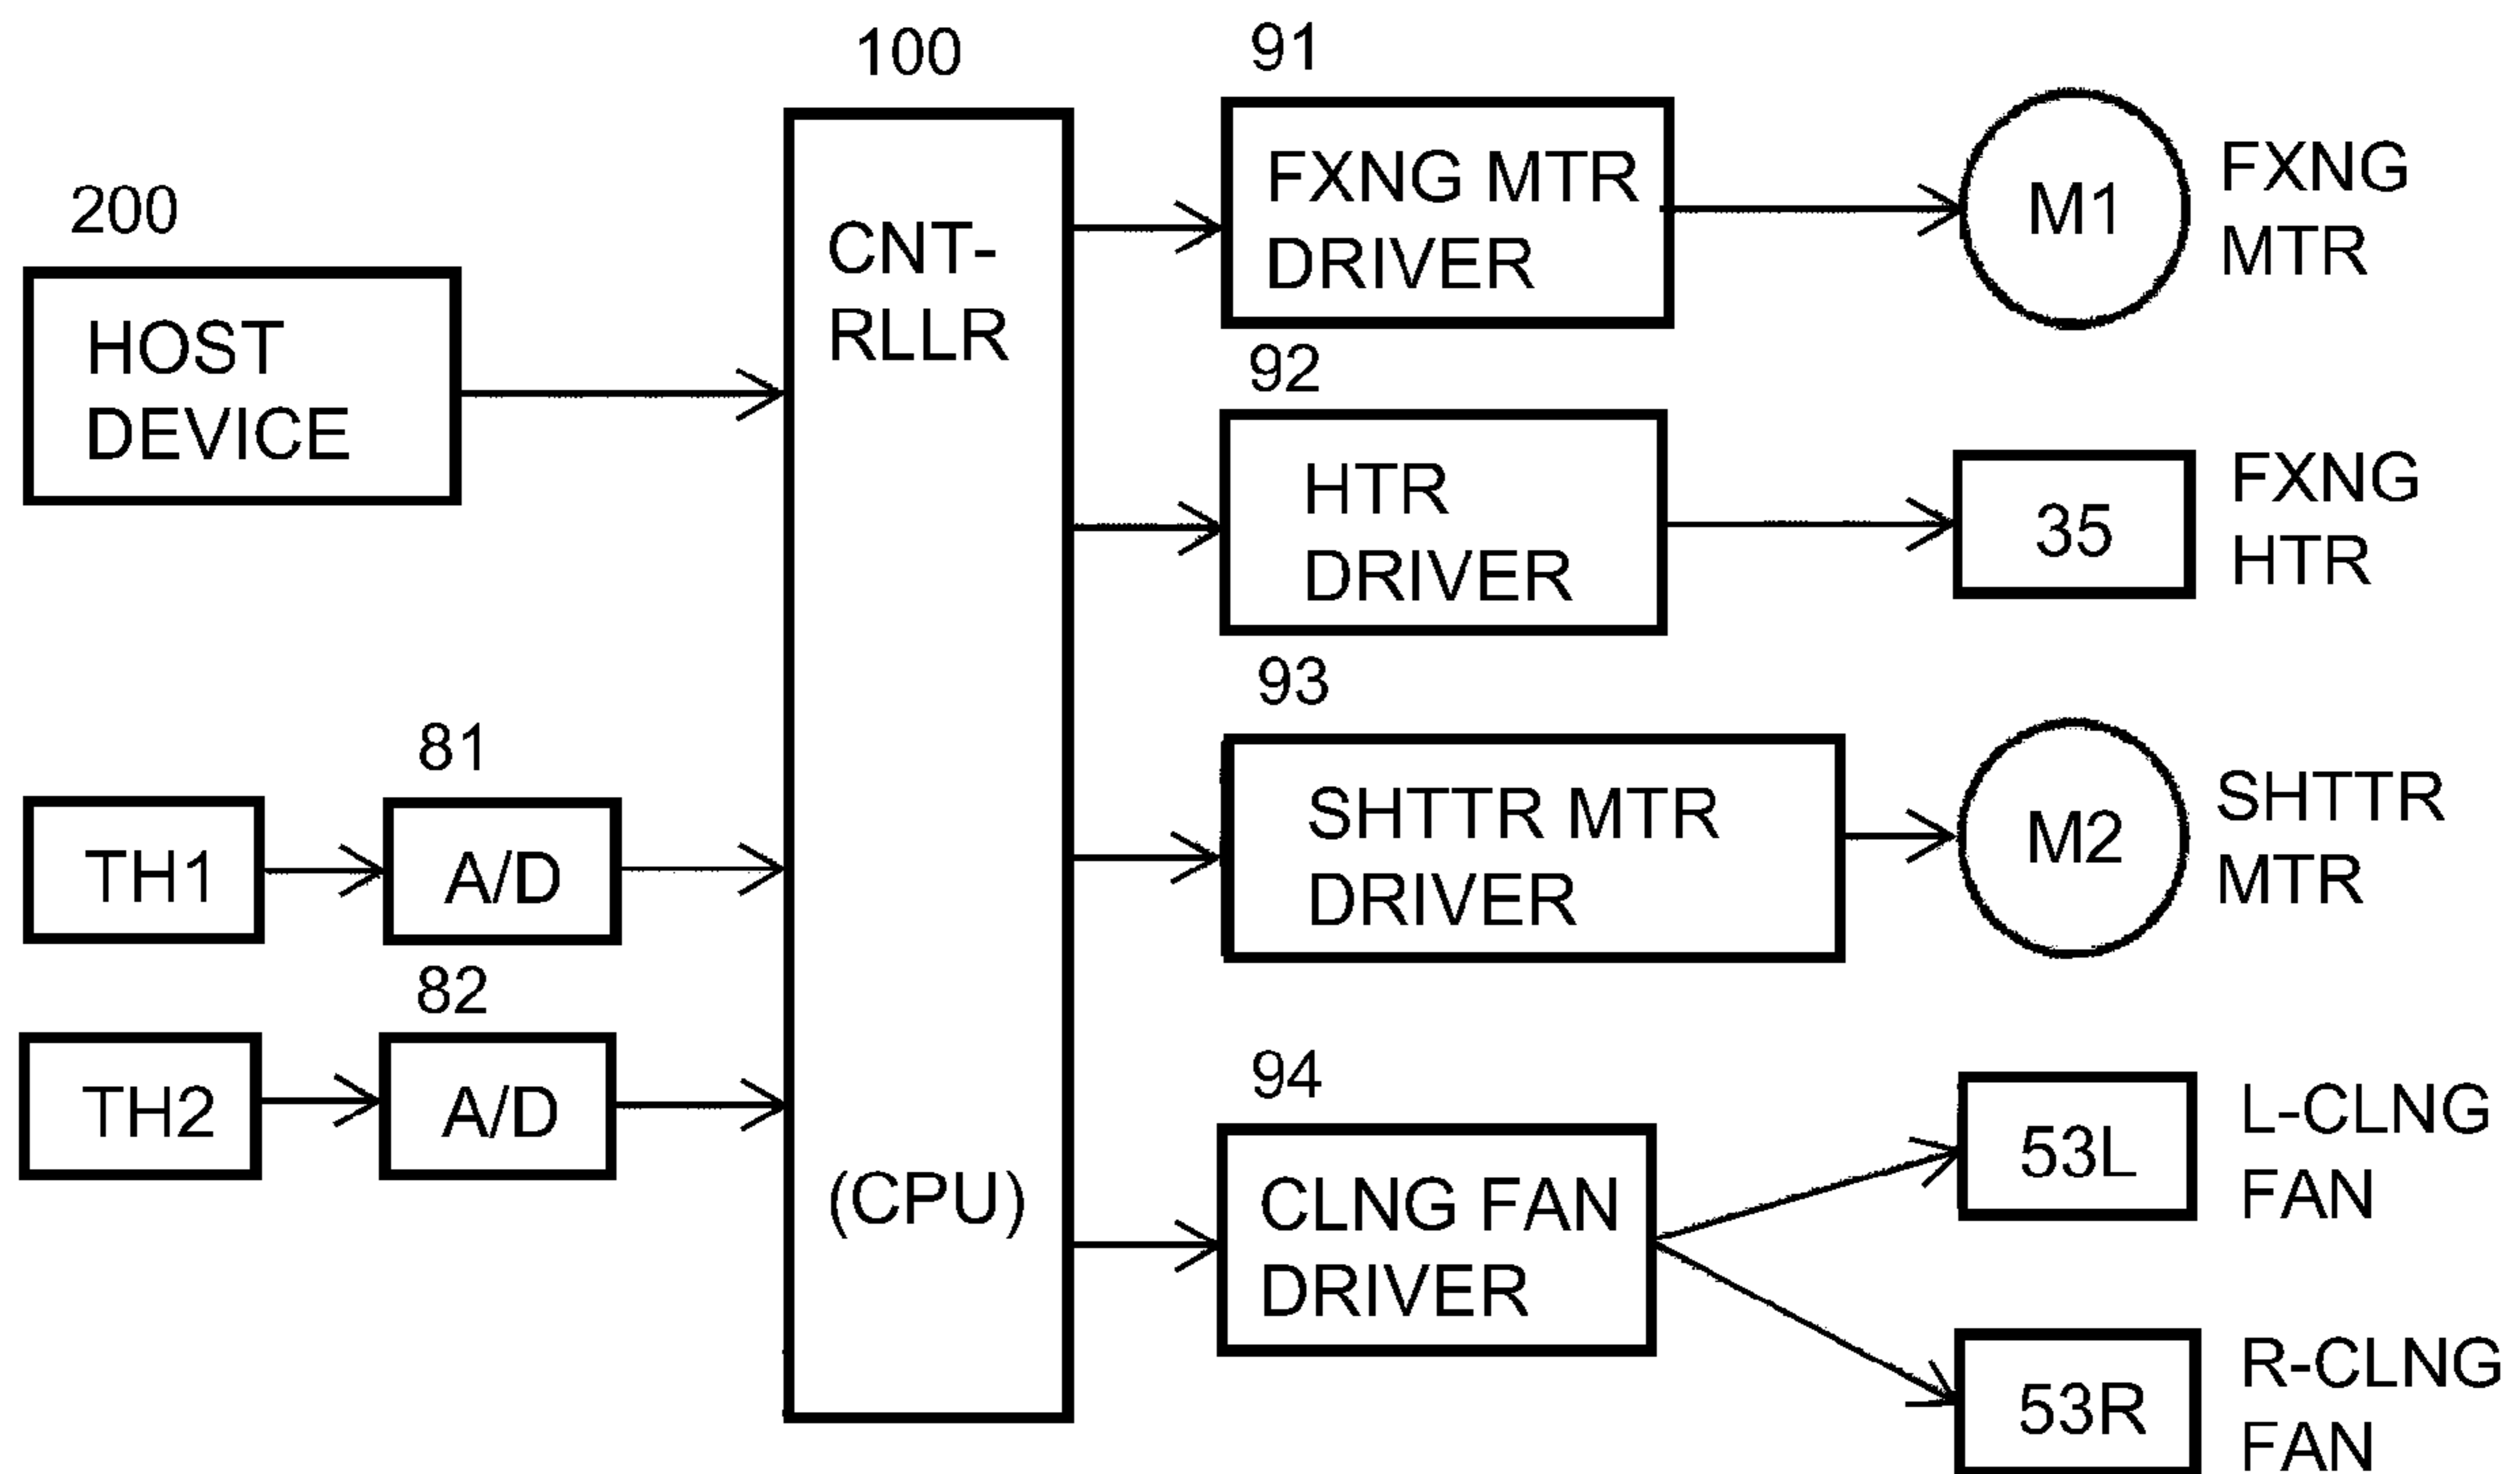 100
91
200
HOST
DEVICE
CNT-
RLLR
(CPU)
FXNG MTR
DRIVER
M1
FXNG
MTR
92
HTR
DRIVER
35
FXNG
HTR
93
SHTTR MTR
DRIVER
M2
SHTTR
MTR
81
TH1
A/D
82
TH2
A/D
94
CLNG FAN
DRIVER
53L
L-CLNG
FAN
53R
R-CLNG
FAN